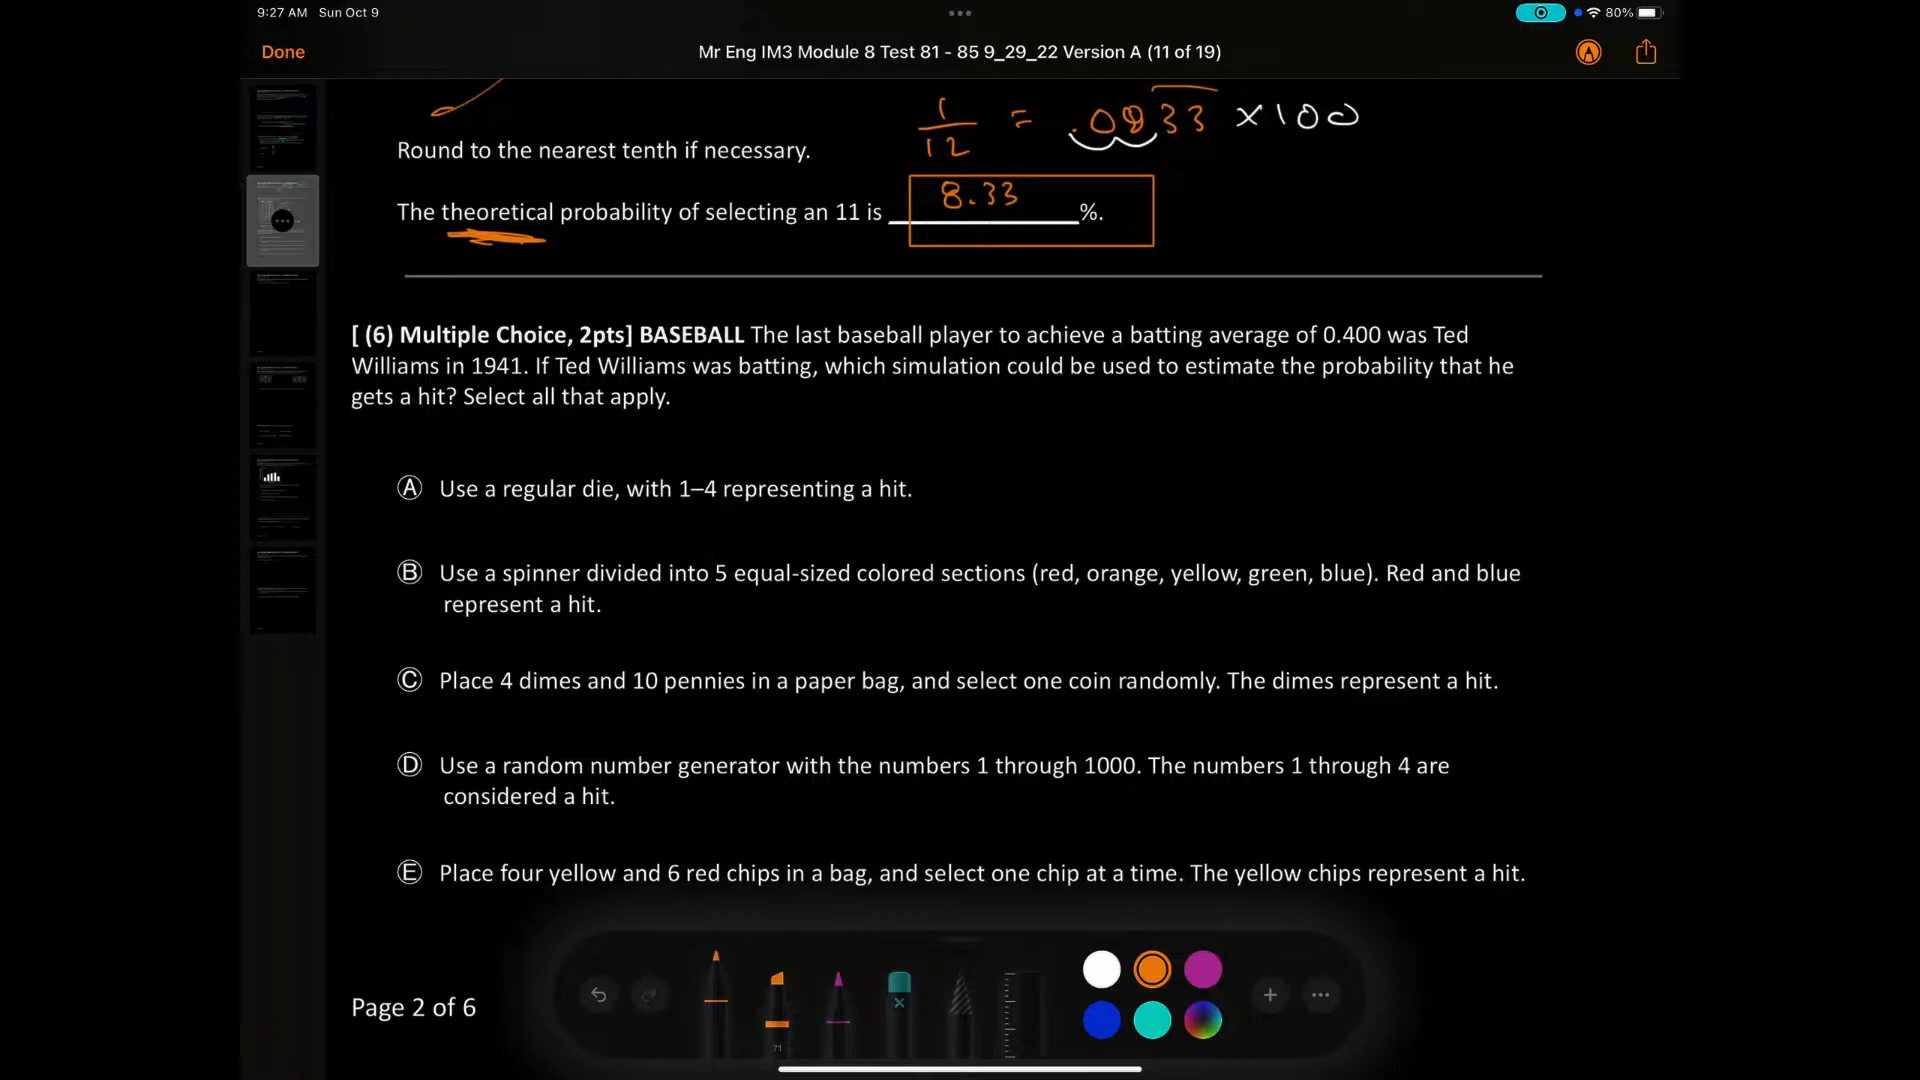 9:27 AM Sun Oct 9
80%
Done
Mr Eng IM3 Module 8 Test 81 - 85 9_29_22 Version A (11 of 19)
1/12 = .0833 ×100
Round to the nearest tenth if necessary.
8.33
The theoretical probability of selecting an 11 is ______________%.
[ (6) Multiple Choice, 2pts] BASEBALL The last baseball player to achieve a batting average of 0.400 was Ted
Williams in 1941. If Ted Williams was batting, which simulation could be used to estimate the probability that he
gets a hit? Select all that apply.
Ⓐ Use a regular die, with 1–4 representing a hit.
Ⓑ Use a spinner divided into 5 equal-sized colored sections (red, orange, yellow, green, blue). Red and blue
represent a hit.
Ⓒ Place 4 dimes and 10 pennies in a paper bag, and select one coin randomly. The dimes represent a hit.
Ⓓ Use a random number generator with the numbers 1 through 1000. The numbers 1 through 4 are
considered a hit.
Ⓔ Place four yellow and 6 red chips in a bag, and select one chip at a time. The yellow chips represent a hit.
71
Page 2 of 6